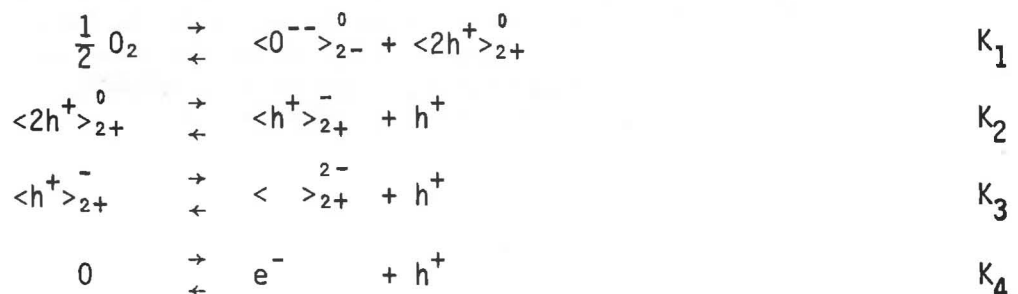 ½ O₂ ⇄ <O⁻⁻>⁰₂₋ + <2h⁺>⁰₂₊ K₁
<2h⁺>⁰₂₊ ⇄ <h⁺>⁻₂₊ + h⁺ K₂
<h⁺>⁻₂₊ ⇄ < >²⁻₂₊ + h⁺ K₃
0 ⇄ e⁻ + h⁺ K₄